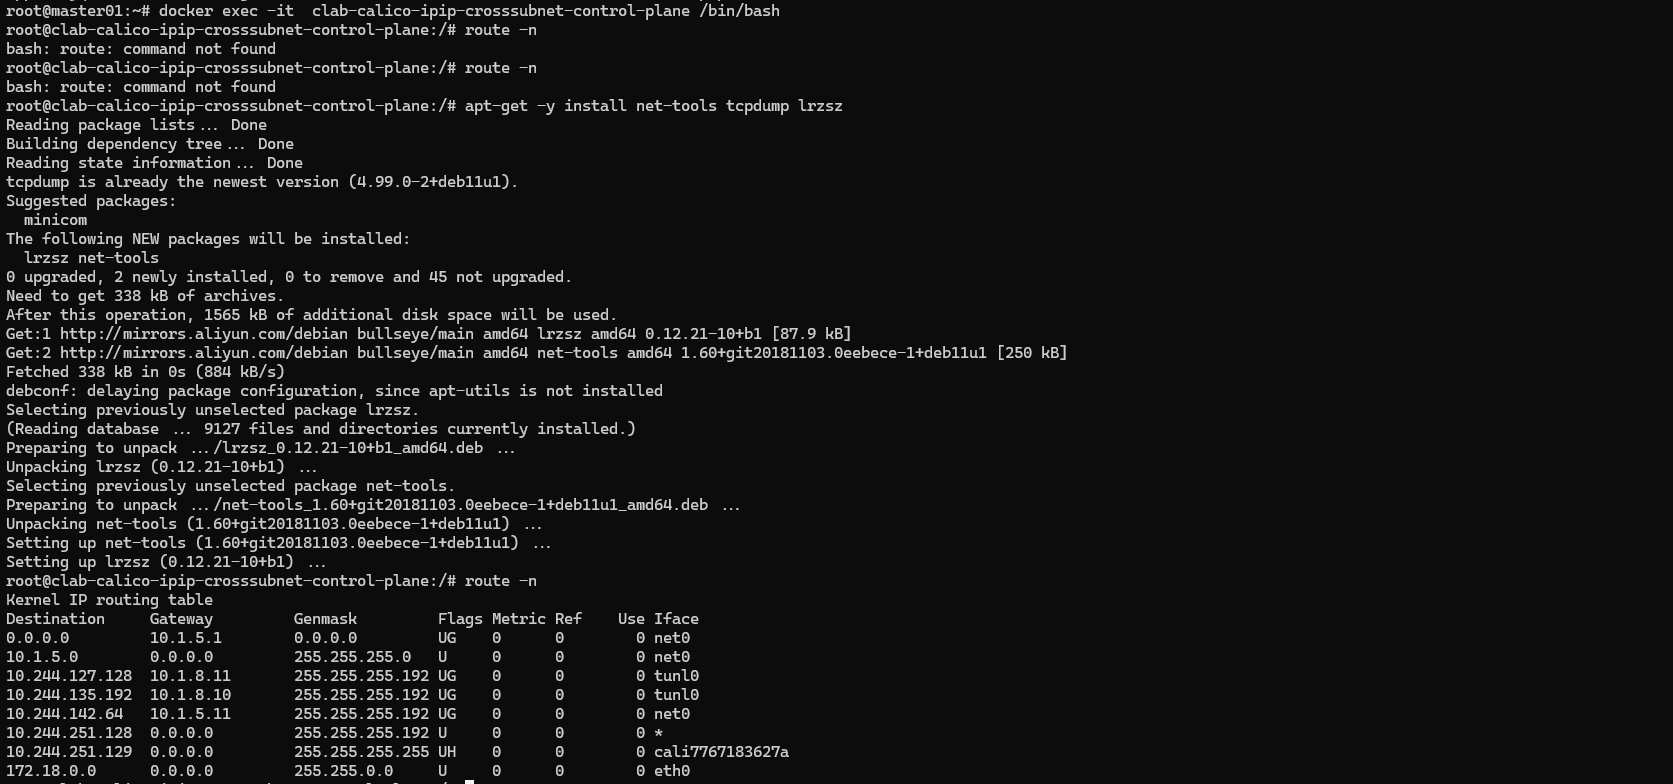 root@master01:~# docker exec -it  clab-calico-ipip-crosssubnet-control-plane /bin/bash
root@clab-calico-ipip-crosssubnet-control-plane:/# route -n
bash: route: command not found
root@clab-calico-ipip-crosssubnet-control-plane:/# route -n
bash: route: command not found
root@clab-calico-ipip-crosssubnet-control-plane:/# apt-get -y install net-tools tcpdump lrzsz
Reading package lists... Done
Building dependency tree... Done
Reading state information... Done
tcpdump is already the newest version (4.99.0-2+deb11u1).
Suggested packages:
  minicom
The following NEW packages will be installed:
  lrzsz net-tools
0 upgraded, 2 newly installed, 0 to remove and 45 not upgraded.
Need to get 338 kB of archives.
After this operation, 1565 kB of additional disk space will be used.
Get:1 http://mirrors.aliyun.com/debian bullseye/main amd64 lrzsz amd64 0.12.21-10+b1 [87.9 kB]
Get:2 http://mirrors.aliyun.com/debian bullseye/main amd64 net-tools amd64 1.60+git20181103.0eebece-1+deb11u1 [250 kB]
Fetched 338 kB in 0s (884 kB/s)
debconf: delaying package configuration, since apt-utils is not installed
Selecting previously unselected package lrzsz.
(Reading database ... 9127 files and directories currently installed.)
Preparing to unpack .../lrzsz_0.12.21-10+b1_amd64.deb ...
Unpacking lrzsz (0.12.21-10+b1) ...
Selecting previously unselected package net-tools.
Preparing to unpack .../net-tools_1.60+git20181103.0eebece-1+deb11u1_amd64.deb ...
Unpacking net-tools (1.60+git20181103.0eebece-1+deb11u1) ...
Setting up net-tools (1.60+git20181103.0eebece-1+deb11u1) ...
Setting up lrzsz (0.12.21-10+b1) ...
root@clab-calico-ipip-crosssubnet-control-plane:/# route -n
Kernel IP routing table
Destination     Gateway         Genmask         Flags Metric Ref    Use Iface
0.0.0.0         10.1.5.1        0.0.0.0         UG    0      0        0 net0
10.1.5.0        0.0.0.0         255.255.255.0   U     0      0        0 net0
10.244.127.128  10.1.8.11       255.255.255.192 UG    0      0        0 tunl0
10.244.135.192  10.1.8.10       255.255.255.192 UG    0      0        0 tunl0
10.244.142.64   10.1.5.11       255.255.255.192 UG    0      0        0 net0
10.244.251.128  0.0.0.0         255.255.255.192 U     0      0        0 *
10.244.251.129  0.0.0.0         255.255.255.255 UH    0      0        0 cali7767183627a
172.18.0.0      0.0.0.0         255.255.0.0     U     0      0        0 eth0